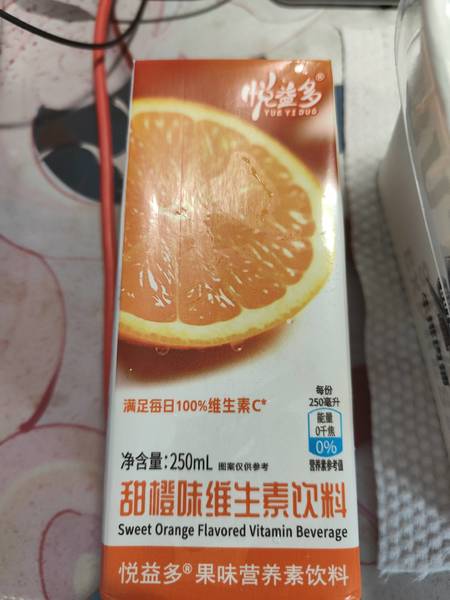 悦益多®
YUE YI DUO
满足每日100%维生素C*
每份
250毫升
能量
0千焦
0%
营养素参考值
净含量:250mL 图案仅供参考
甜橙味维生素饮料
Sweet Orange Flavored Vitamin Beverage
悦益多®果味营养素饮料